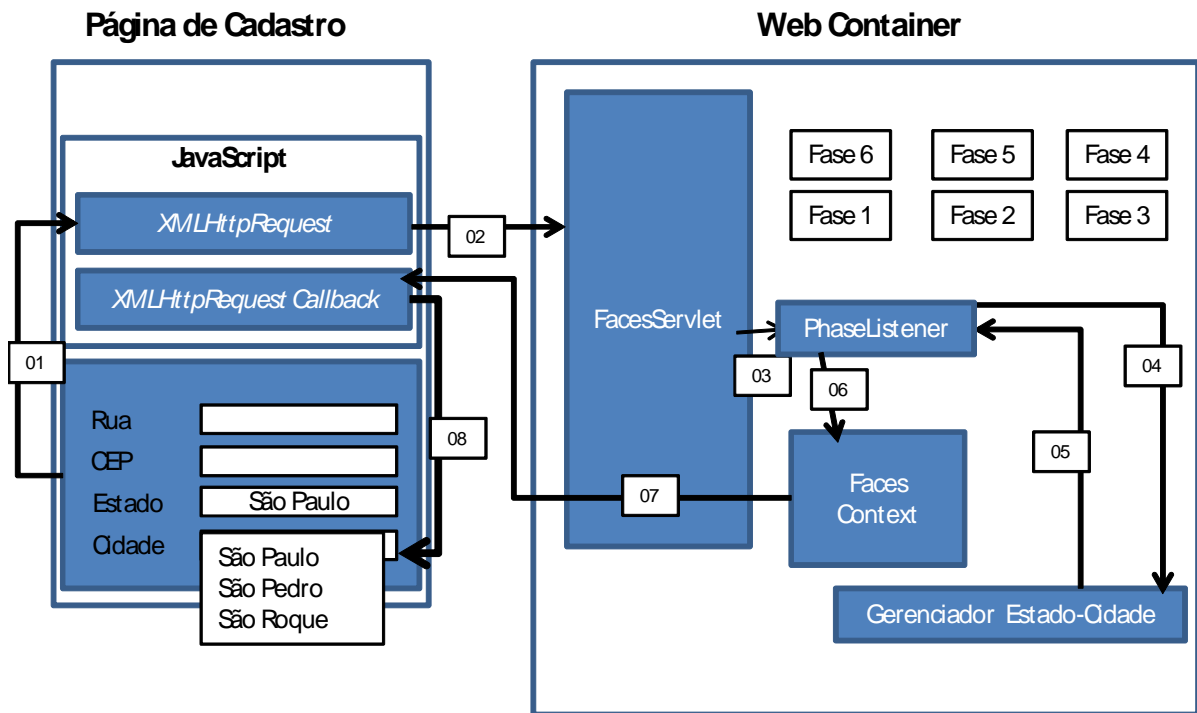 Página de Cadastro
Web Container
JavaScript
XMLHttpRequest
XMLHttpRequest Callback
01
02
Rua
CEP
Estado
São Paulo
Cidade
São Paulo
São Pedro
São Roque
08
FacesServlet
Fase 6
Fase 5
Fase 4
Fase 1
Fase 2
Fase 3
PhaseListener
03
06
04
05
07
Faces
Context
Gerenciador Estado-Cidade